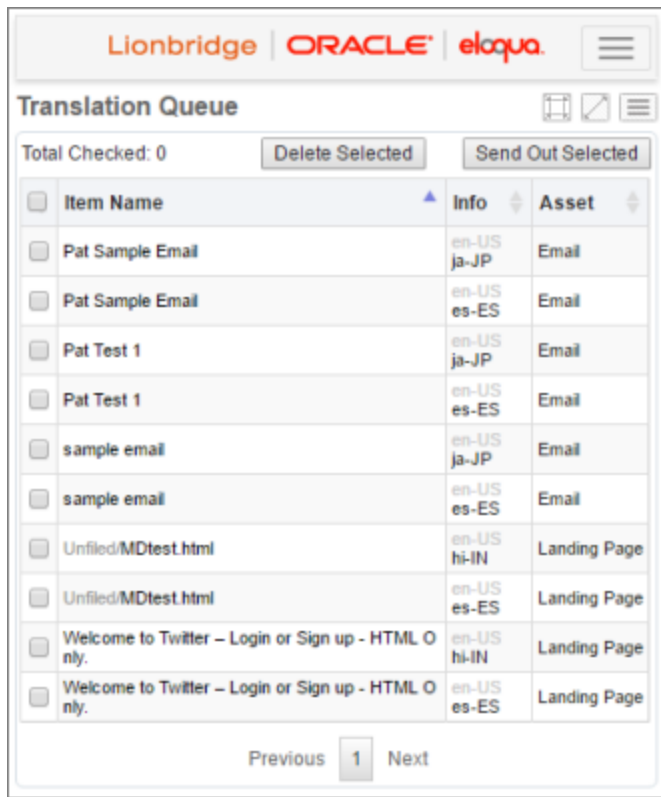 Lionbridge | ORACLE | eloqua.
Translation Queue
Total Checked: 0 Delete Selected Send Out Selected
Item Name Info Asset
Pat Sample Email en-US ja-JP Email
Pat Sample Email en-US es-ES Email
Pat Test 1 en-US ja-JP Email
Pat Test 1 en-US es-ES Email
sample email en-US ja-JP Email
sample email en-US es-ES Email
Unfiled/MDtest.html en-US hi-IN Landing Page
Unfiled/MDtest.html en-US es-ES Landing Page
Welcome to Twitter – Login or Sign up - HTML O
nly. en-US hi-IN Landing Page
Welcome to Twitter – Login or Sign up - HTML O
nly. en-US es-ES Landing Page
Previous 1 Next